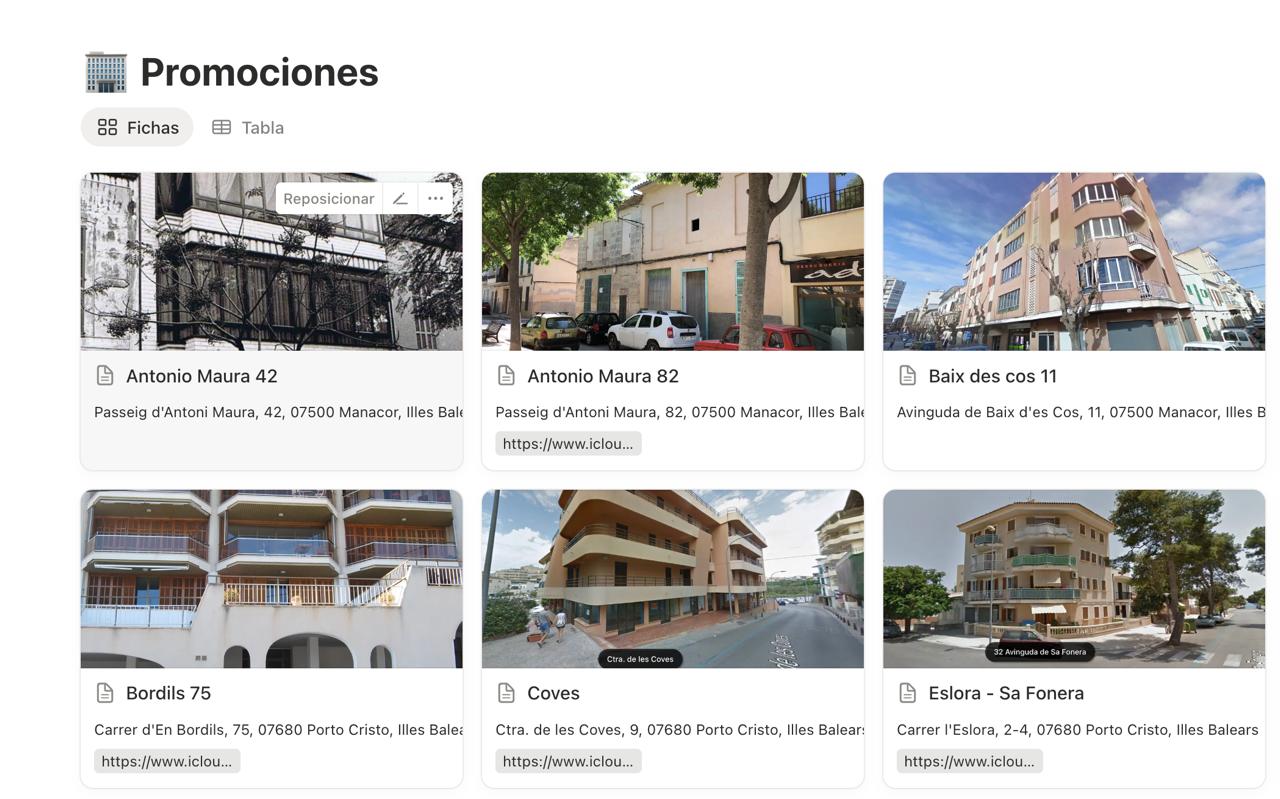 Promociones
Fichas
Tabla
Reposicionar
Antonio Maura 42
Passeig d'Antoni Maura, 42, 07500 Manacor, Illes Bale
Antonio Maura 82
Passeig d'Antoni Maura, 82, 07500 Manacor, Illes Bale
https://www.iclou...
Baix des cos 11
Avinguda de Baix d'es Cos, 11, 07500 Manacor, Illes B
Bordils 75
Carrer d'En Bordils, 75, 07680 Porto Cristo, Illes Balea
https://www.iclou...
Ctra. de les Coves
Coves
Ctra. de les Coves, 9, 07680 Porto Cristo, Illes Balears
https://www.iclou...
32 Avinguda de Sa Fonera
Eslora - Sa Fonera
Carrer l'Eslora, 2-4, 07680 Porto Cristo, Illes Balears
https://www.iclou...